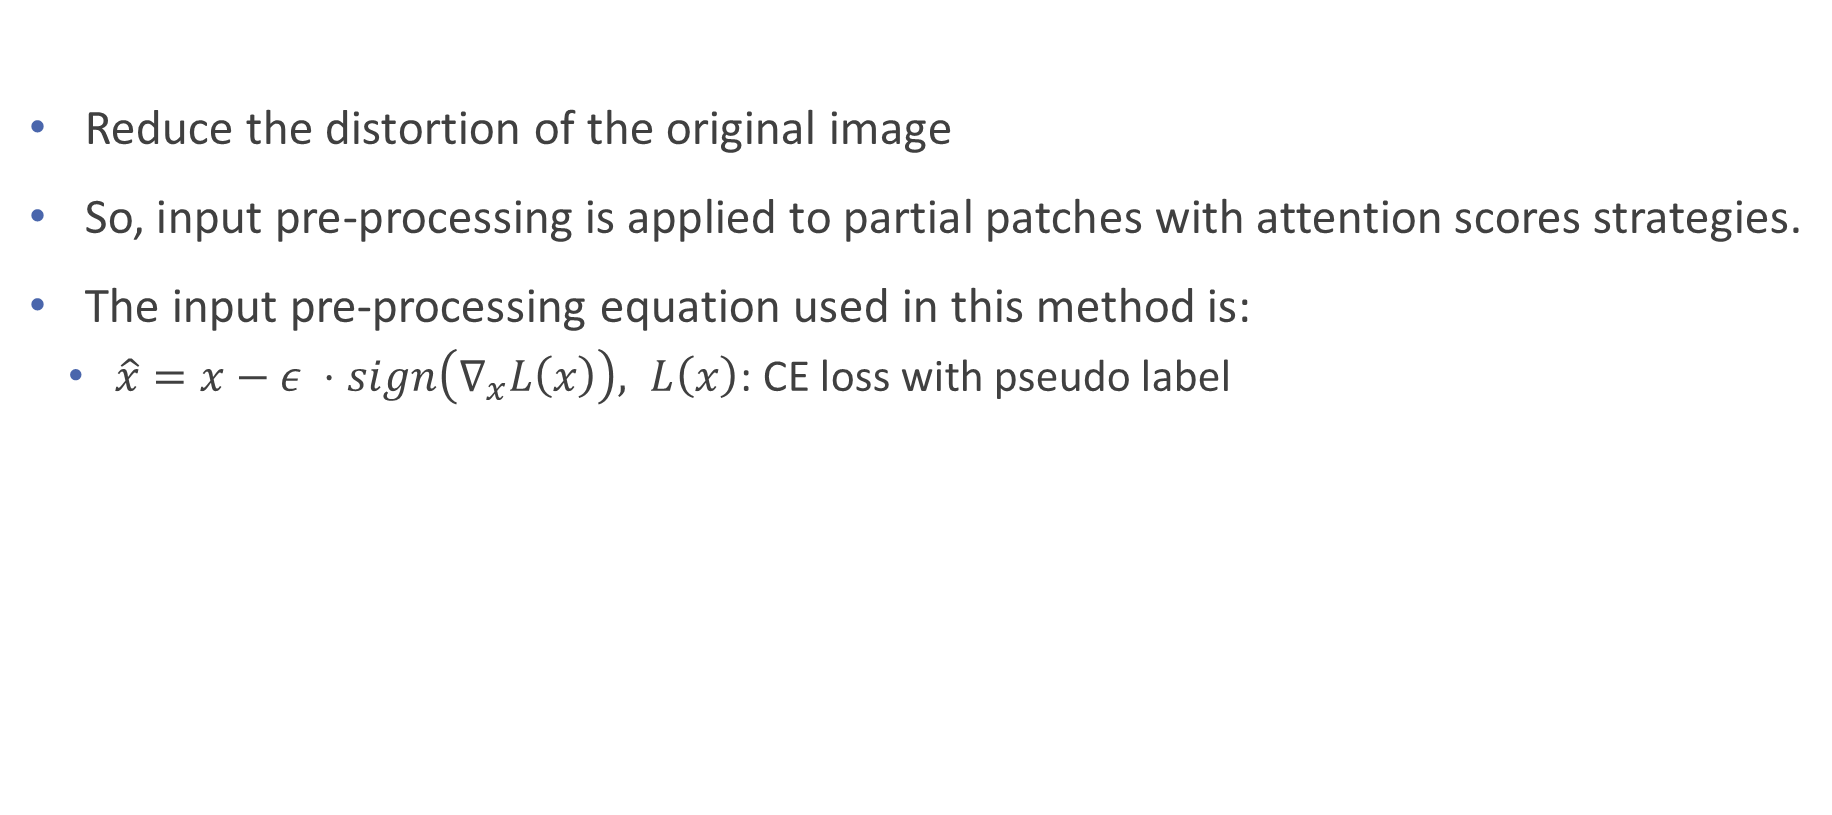 • Reduce the distortion of the original image
• So, input pre-processing is applied to partial patches with attention scores strategies.
• The input pre-processing equation used in this method is:
• x̂ = x − ϵ · sign(∇ₓL(x)), L(x): CE loss with pseudo label